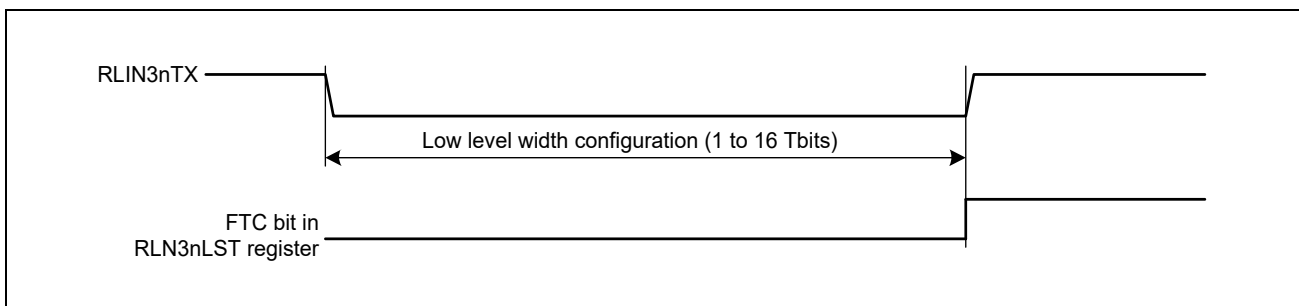 RLIN3nTX
Low level width configuration (1 to 16 Tbits)
FTC bit in
RLN3nLST register